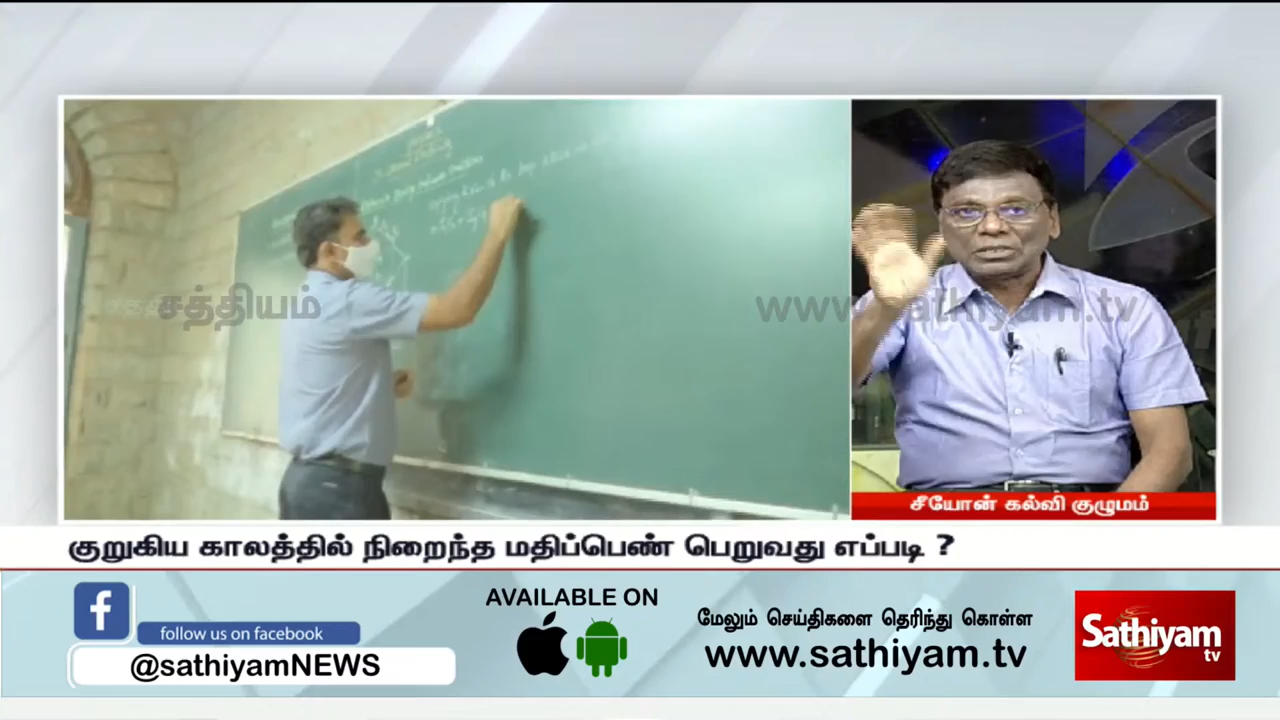 சத்தியம்
www.sathiyam.tv
சீயோன் கல்வி குழுமம்
குறுகிய காலத்தில் நிறைந்த மதிப்பெண் பெறுவது எப்படி ?
f
follow us on facebook
@sathiyamNEWS
AVAILABLE ON
மேலும் செய்திகளை தெரிந்து கொள்ள
www.sathiyam.tv
Sathiyam
tv